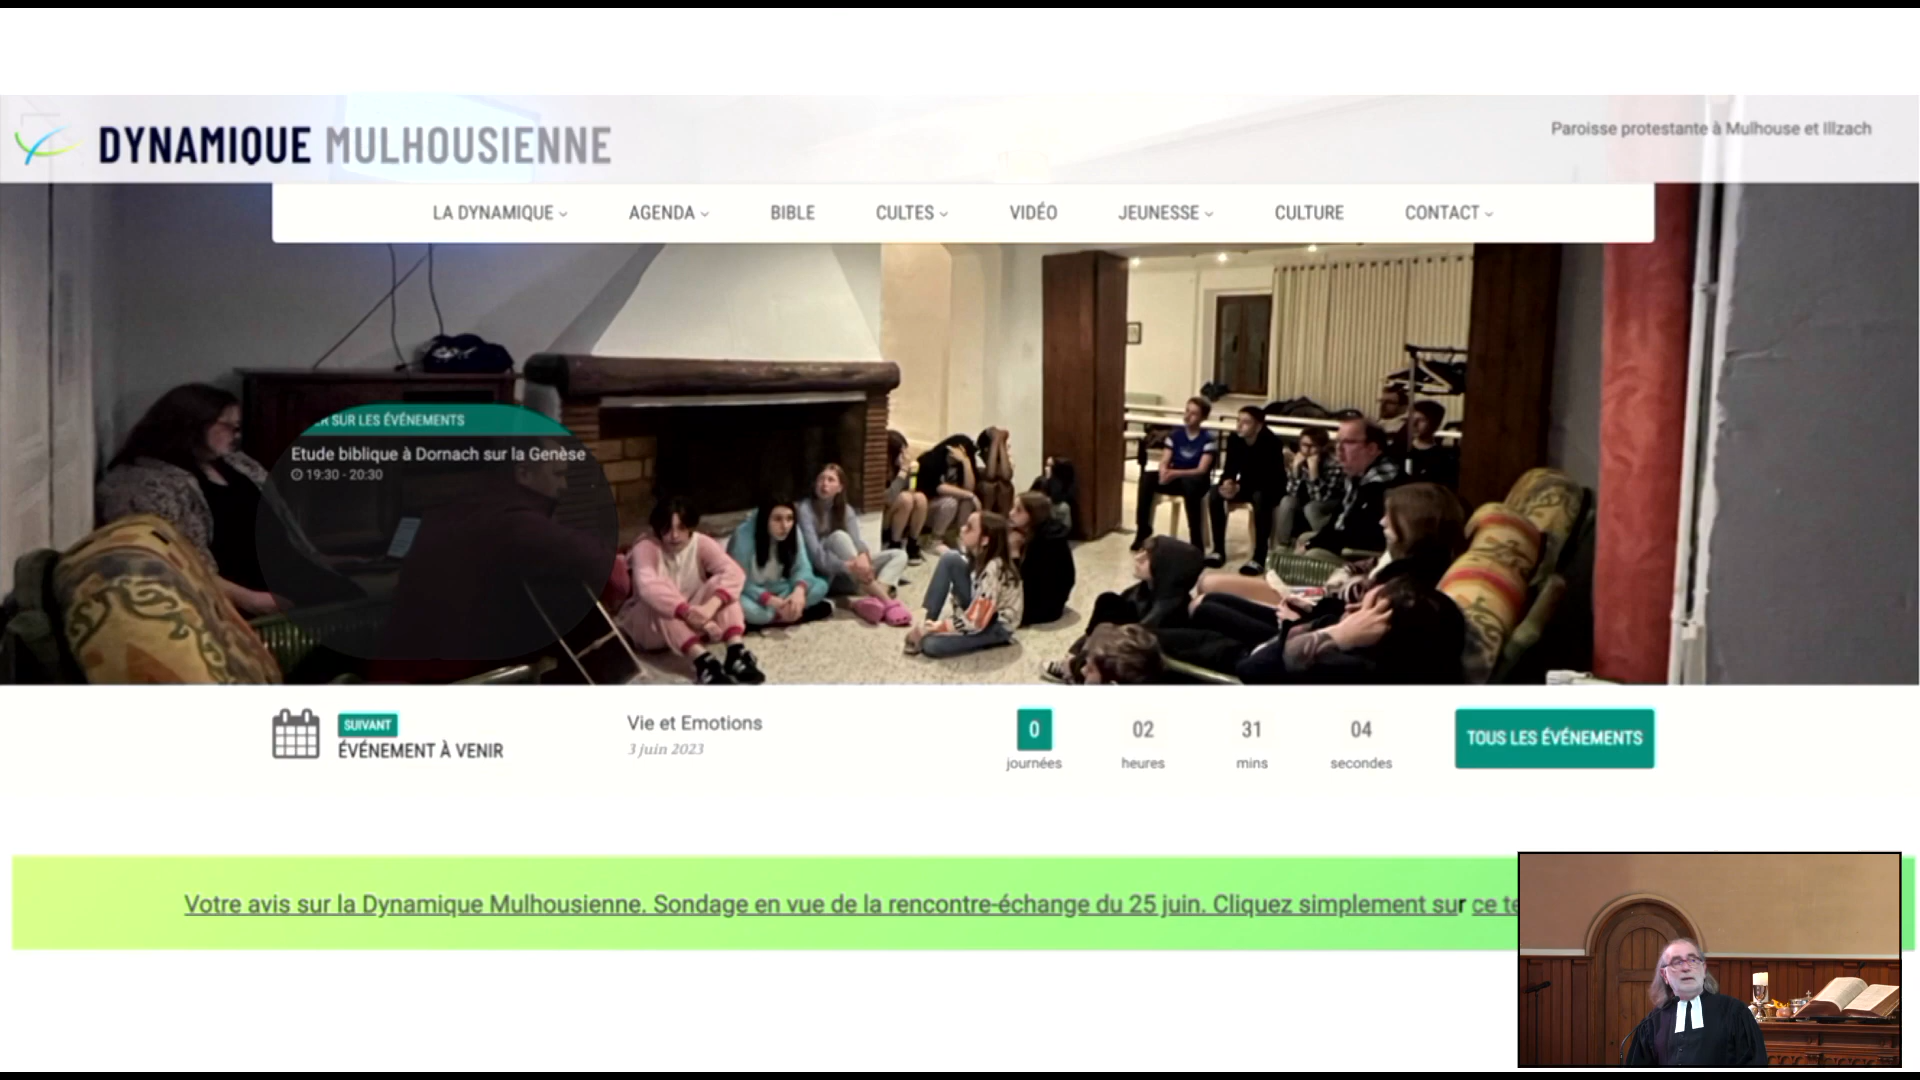 DYNAMIQUE MULHOUSIENNE
Paroisse protestante à Mulhouse et Illzach
LA DYNAMIQUE
AGENDA
BIBLE
CULTES
VIDÉO
JEUNESSE
CULTURE
CONTACT
SUR LES ÉVÉNEMENTS
Etude biblique à Dornach sur la Genèse
19:30 - 20:30
SUIVANT
ÉVÉNEMENT À VENIR
Vie et Emotions
3 juin 2023
0 02 31 04
journées heures mins secondes
TOUS LES ÉVÉNEMENTS
Votre avis sur la Dynamique Mulhousienne. Sondage en vue de la rencontre-échange du 25 juin. Cliquez simplement sur ce